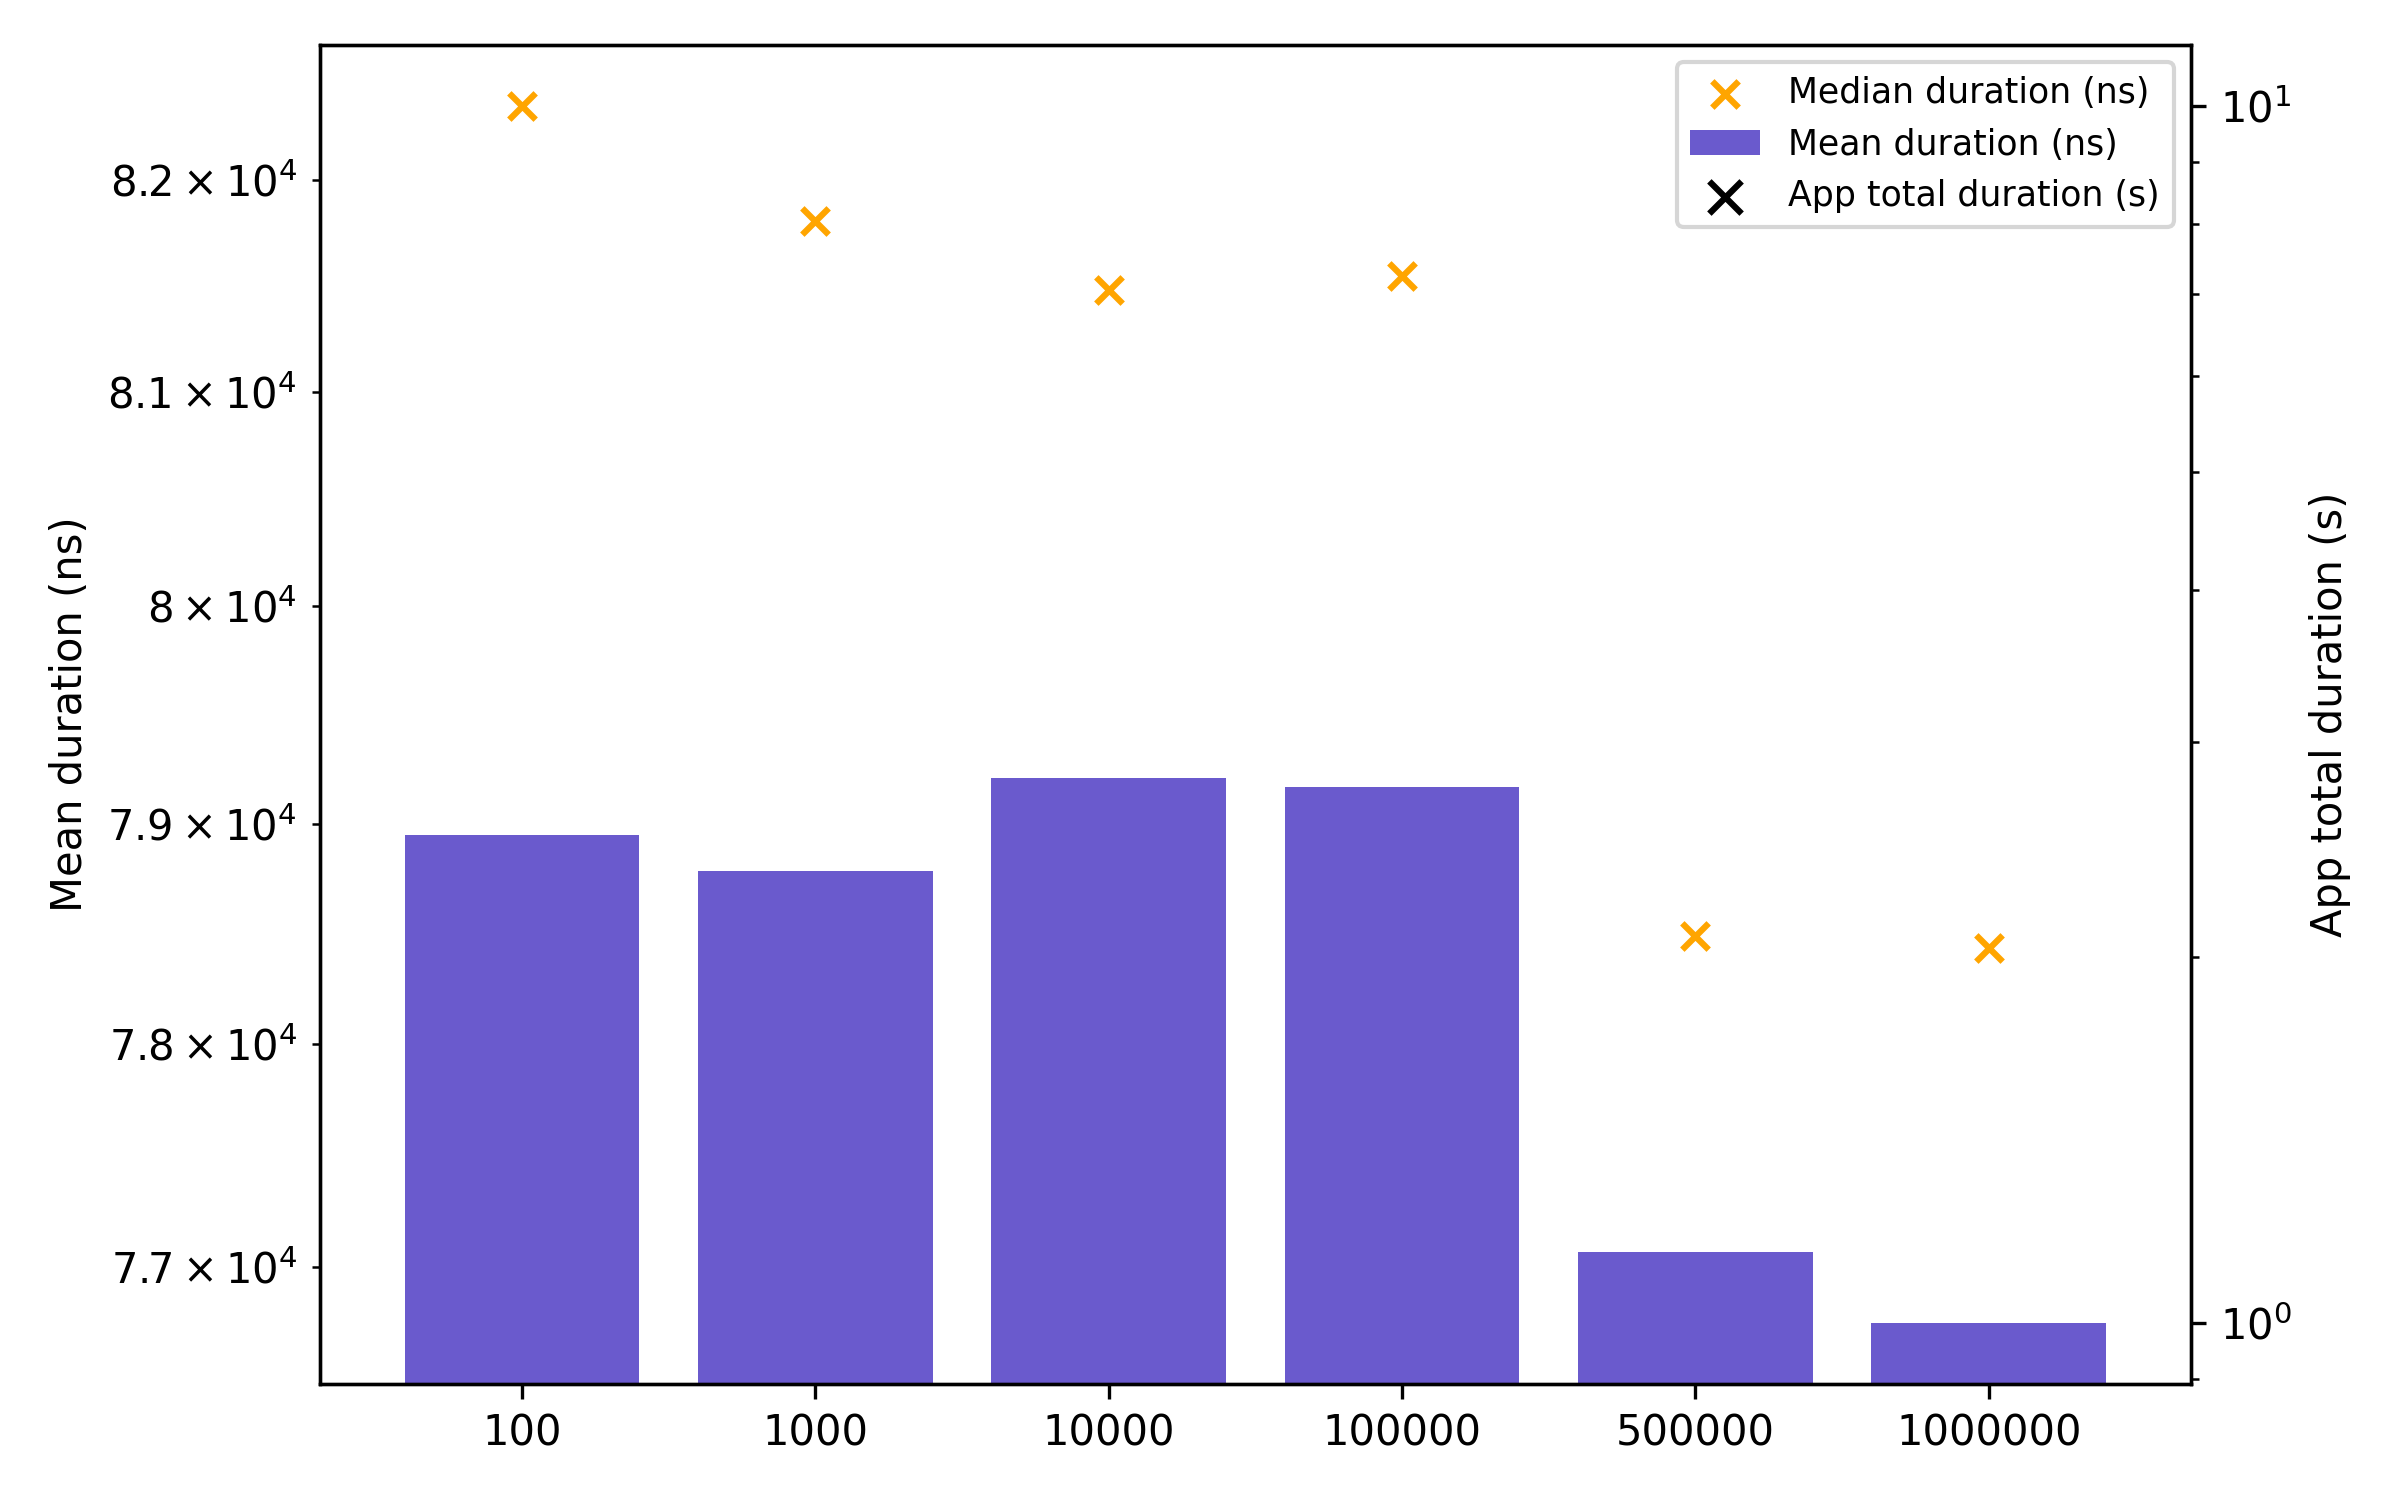 Median duration (ns)
Mean duration (ns)
App total duration (s)
8.2 × 10⁴
8.1 × 10⁴
8 × 10⁴
7.9 × 10⁴
7.8 × 10⁴
7.7 × 10⁴
Mean duration (ns)
10¹
10⁰
App total duration (s)
100 1000 10000 100000 500000 1000000